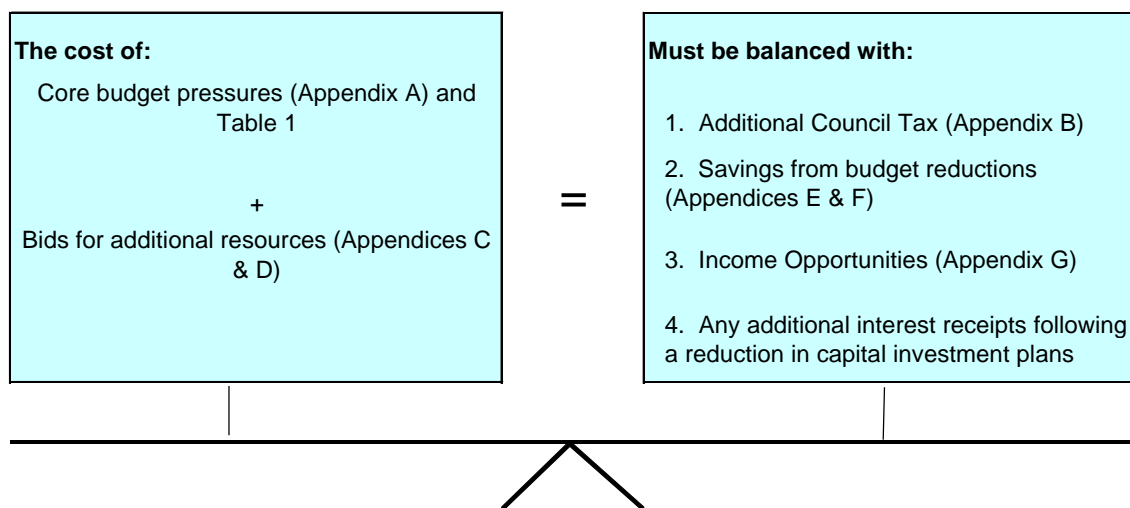 The cost of:
Core budget pressures (Appendix A) and
Table 1
+
Bids for additional resources (Appendices C
& D)
=
Must be balanced with:
1. Additional Council Tax (Appendix B)
2. Savings from budget reductions
(Appendices E & F)
3. Income Opportunities (Appendix G)
4. Any additional interest receipts following
a reduction in capital investment plans